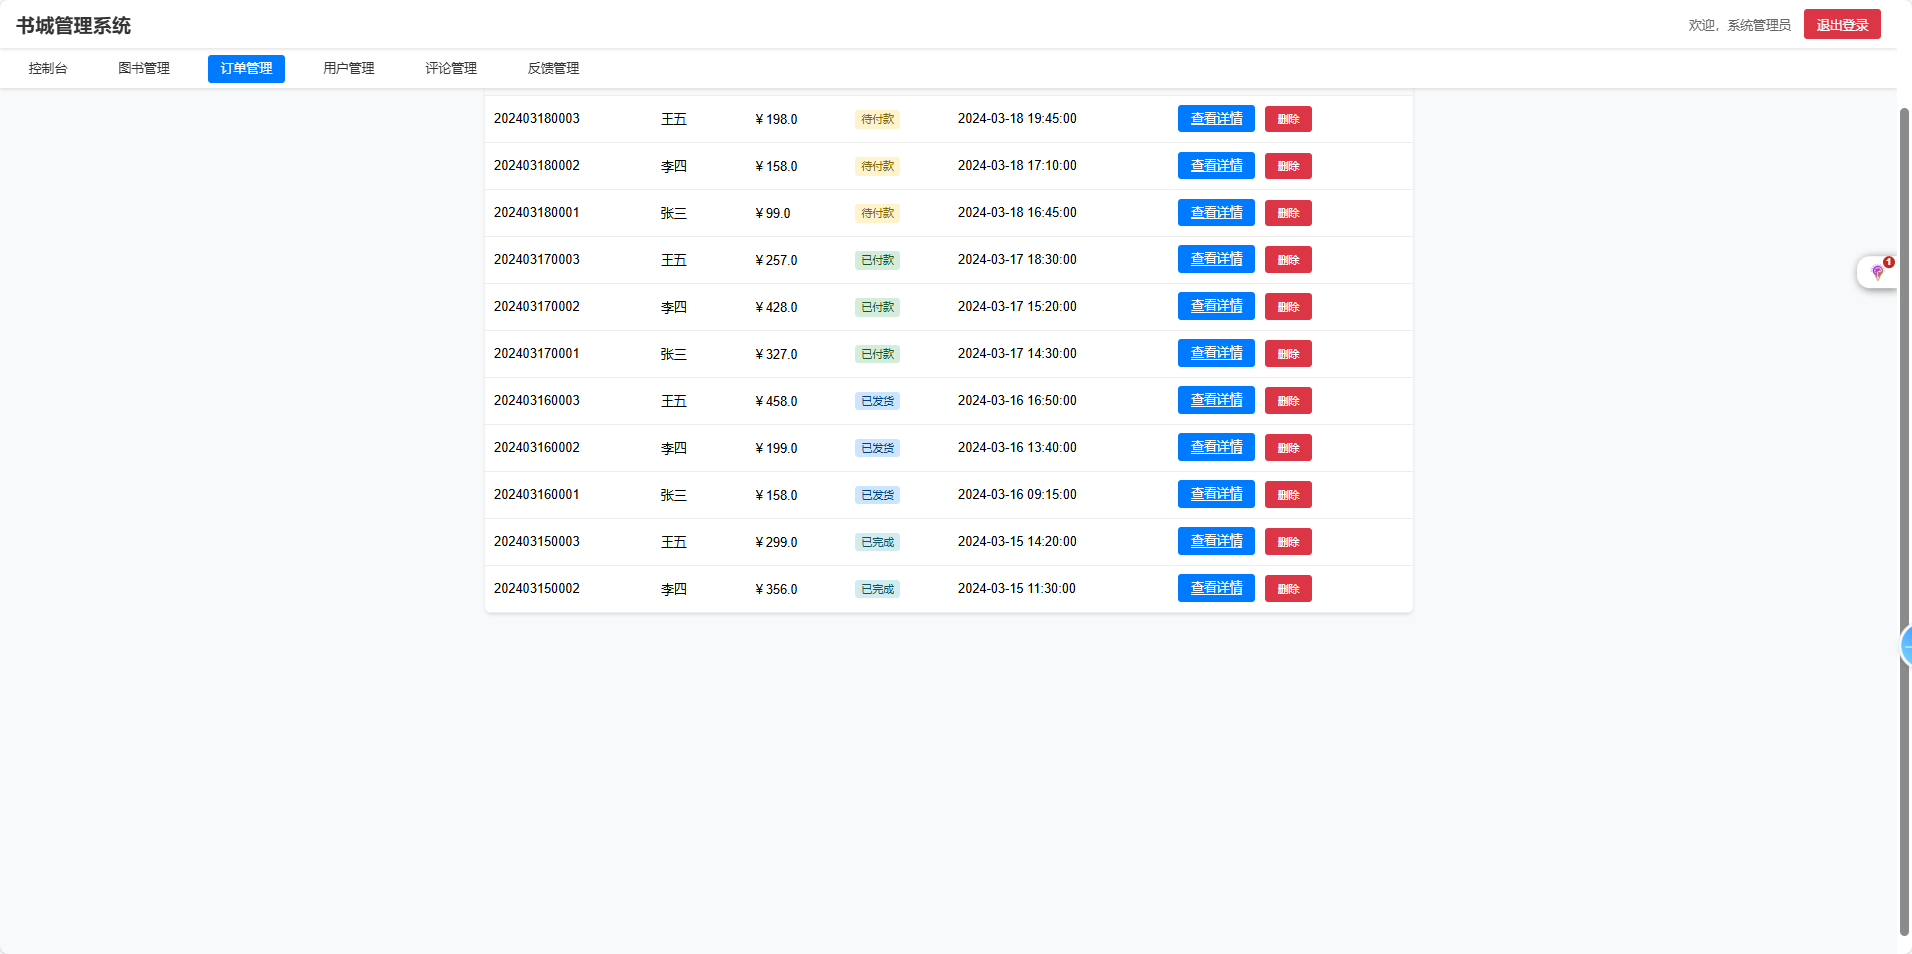 书城管理系统 欢迎，系统管理员 退出登录
控制台 图书管理 订单管理 用户管理 评论管理 反馈管理
202403180003 王五 ¥ 198.0 待付款 2024-03-18 19:45:00 查看详情 删除
202403180002 李四 ¥ 158.0 待付款 2024-03-18 17:10:00 查看详情 删除
202403180001 张三 ¥ 99.0 待付款 2024-03-18 16:45:00 查看详情 删除
202403170003 王五 ¥ 257.0 已付款 2024-03-17 18:30:00 查看详情 删除
202403170002 李四 ¥ 428.0 已付款 2024-03-17 15:20:00 查看详情 删除
202403170001 张三 ¥ 327.0 已付款 2024-03-17 14:30:00 查看详情 删除
202403160003 王五 ¥ 458.0 已发货 2024-03-16 16:50:00 查看详情 删除
202403160002 李四 ¥ 199.0 已发货 2024-03-16 13:40:00 查看详情 删除
202403160001 张三 ¥ 158.0 已发货 2024-03-16 09:15:00 查看详情 删除
202403150003 王五 ¥ 299.0 已完成 2024-03-15 14:20:00 查看详情 删除
202403150002 李四 ¥ 356.0 已完成 2024-03-15 11:30:00 查看详情 删除
1